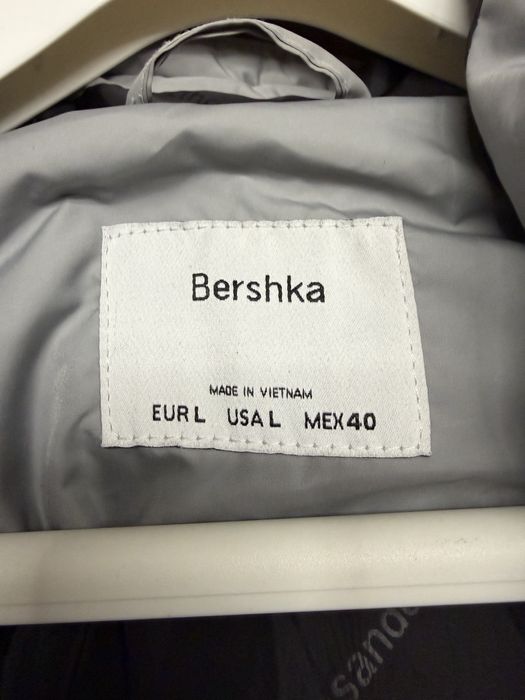 Bershka
MADE IN VIETNAM
EUR L USA L MEX 40